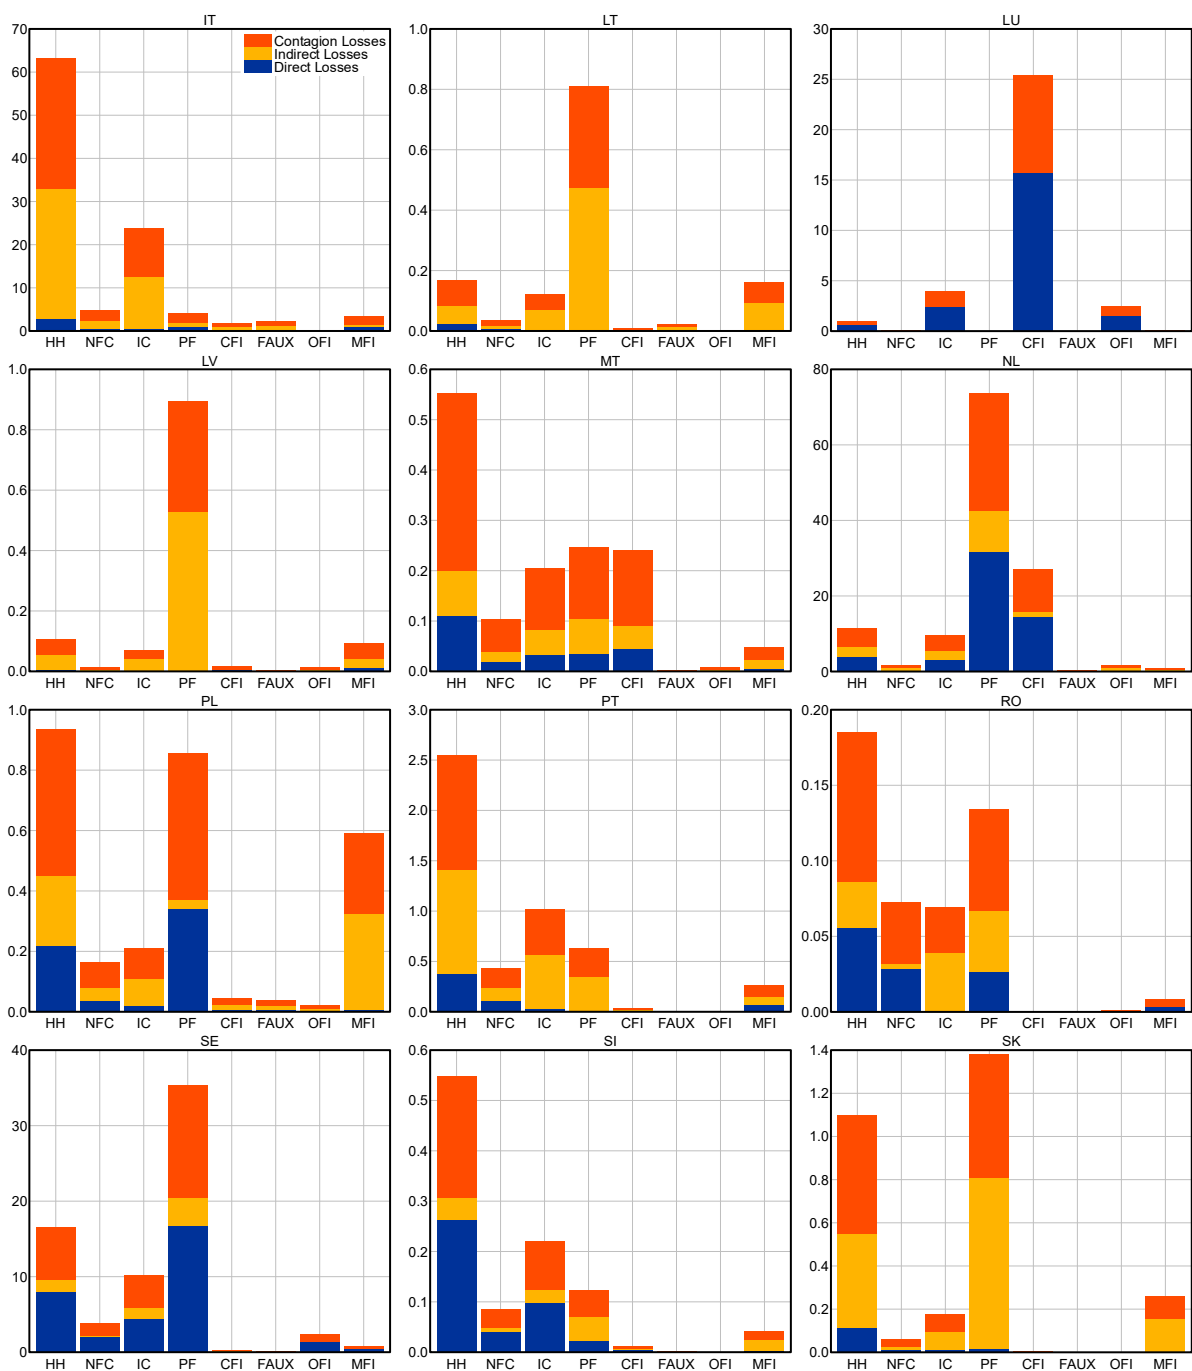 IT
70
60
50
40
30
20
10
0
Contagion Losses
Indirect Losses
Direct Losses
HH NFC IC PF CFI FAUX OFI MFI
LT
1.0
0.8
0.6
0.4
0.2
0.0
HH NFC IC PF CFI FAUX OFI MFI
LU
30
25
20
15
10
5
0
HH NFC IC PF CFI FAUX OFI MFI
LV
1.0
0.8
0.6
0.4
0.2
0.0
HH NFC IC PF CFI FAUX OFI MFI
MT
0.6
0.5
0.4
0.3
0.2
0.1
0.0
HH NFC IC PF CFI FAUX OFI MFI
NL
80
60
40
20
0
HH NFC IC PF CFI FAUX OFI MFI
PL
1.0
0.8
0.6
0.4
0.2
0.0
HH NFC IC PF CFI FAUX OFI MFI
PT
3.0
2.5
2.0
1.5
1.0
0.5
0.0
HH NFC IC PF CFI FAUX OFI MFI
RO
0.20
0.15
0.10
0.05
0.00
HH NFC IC PF CFI FAUX OFI MFI
SE
40
30
20
10
0
HH NFC IC PF CFI FAUX OFI MFI
SI
0.6
0.5
0.4
0.3
0.2
0.1
0.0
HH NFC IC PF CFI FAUX OFI MFI
SK
1.4
1.2
1.0
0.8
0.6
0.4
0.2
0.0
HH NFC IC PF CFI FAUX OFI MFI